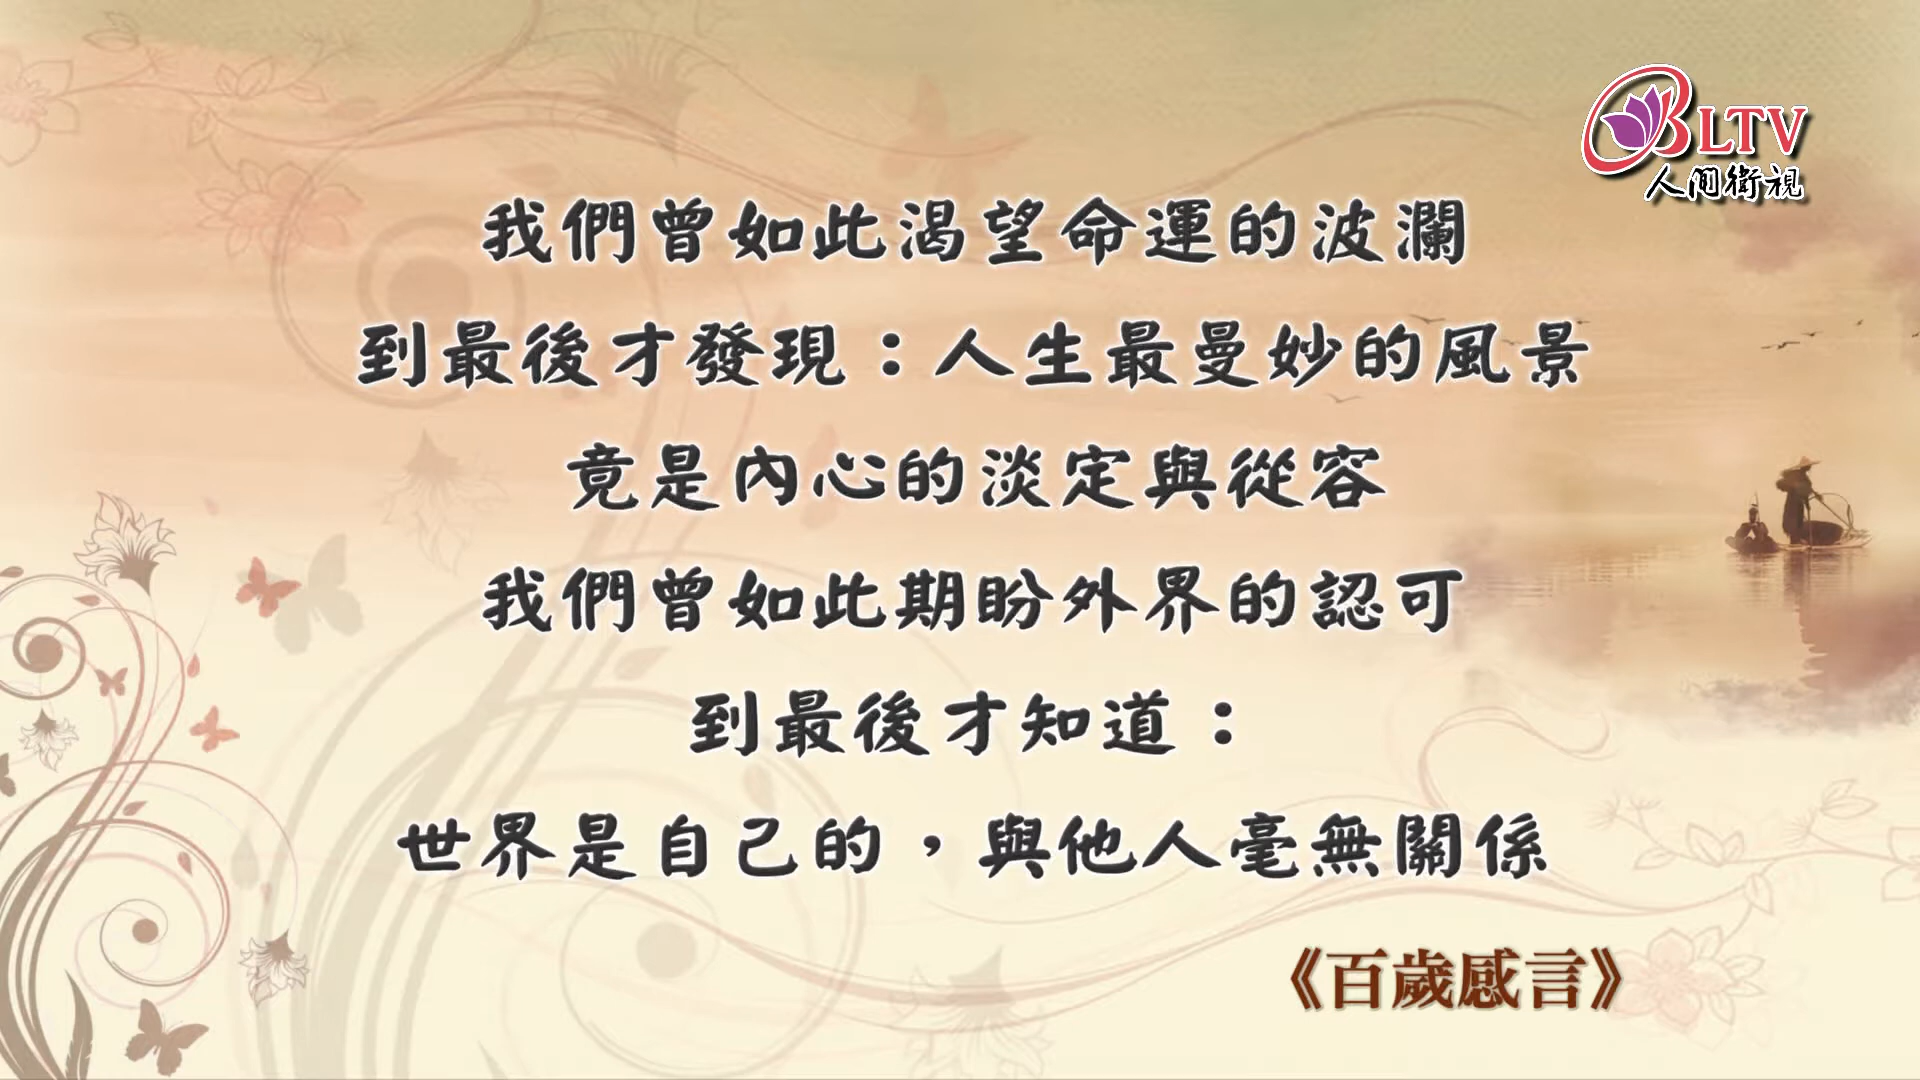 BLTV
人間衛視
我們曾如此渴望命運的波瀾
到最後才發現：人生最曼妙的風景
竟是內心的淡定與從容
我們曾如此期盼外界的認可
到最後才知道：
世界是自己的，與他人毫無關係
《百歲感言》